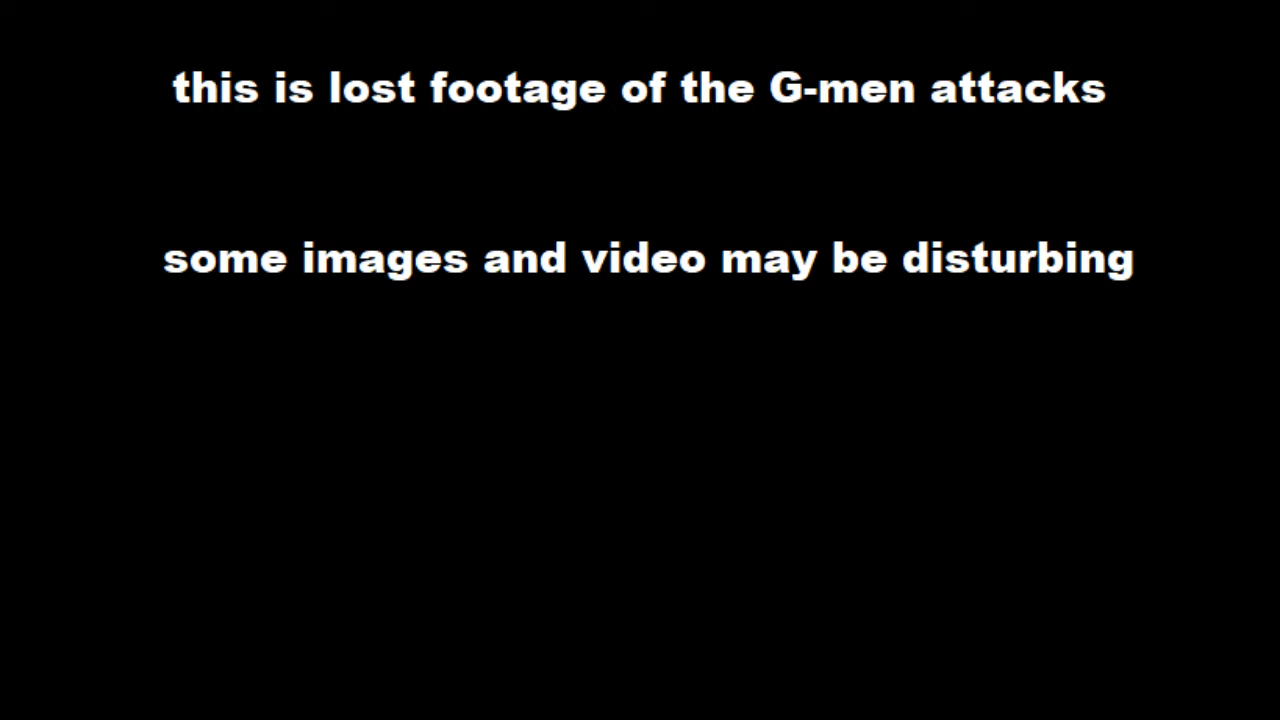 this is lost footage of the G-men attacks
some images and video may be disturbing